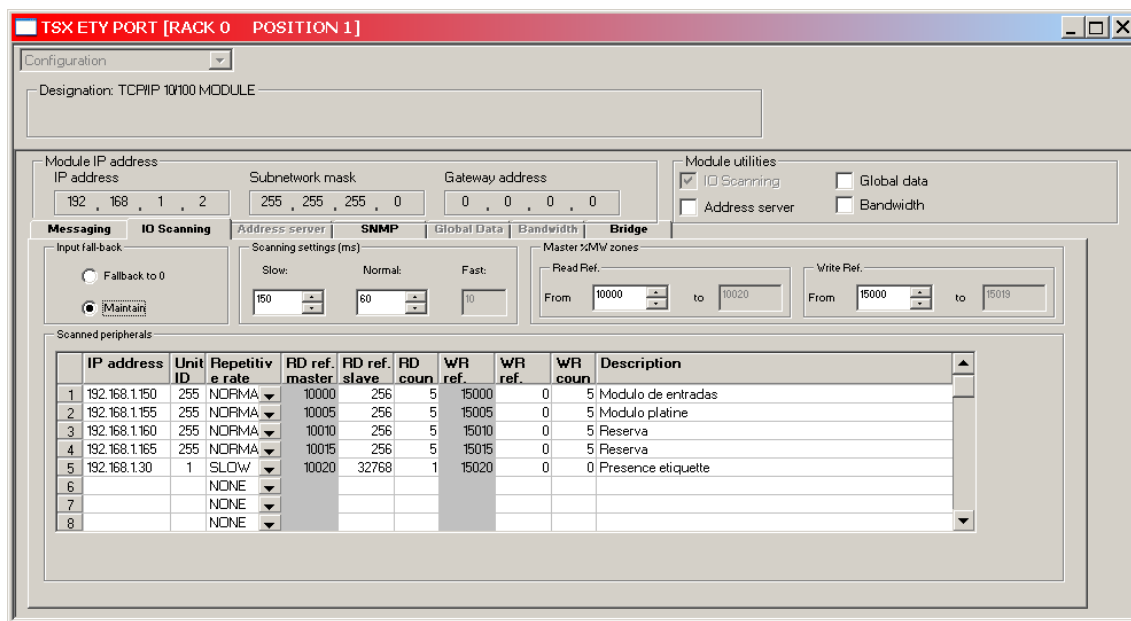 TSX ETY PORT [RACK 0 POSITION 1]
Configuration
Designation: TCP/IP 10/100 MODULE
Module IP address
IP address Subnetwork mask Gateway address
192 . 168 . 1 . 2 255 . 255 . 255 . 0 0 . 0 . 0 . 0
Module utilities
IO Scanning Global data
Address server Bandwidth
Messaging IO Scanning Address server SNMP Global Data Bandwidth Bridge
Input fall-back
Fallback to 0
Maintain
Scanning settings (ms)
Slow: Normal: Fast:
150 60 10
Master %MW zones
Read Ref.
From 10000 to 10020
Write Ref.
From 15000 to 15019
Scanned peripherals
IP address Unit ID Repetitiv e rate RD ref. master RD ref. slave RD coun WR ref. WR ref. WR coun Description
1 192.168.1.150 255 NORMA 10000 256 5 15000 0 5 Modulo de entradas
2 192.168.1.155 255 NORMA 10005 256 5 15005 0 5 Modulo platine
3 192.168.1.160 255 NORMA 10010 256 5 15010 0 5 Reserva
4 192.168.1.165 255 NORMA 10015 256 5 15015 0 5 Reserva
5 192.168.1.30 1 SLOW 10020 32768 1 15020 0 0 Presence etiquette
6 NONE
7 NONE
8 NONE